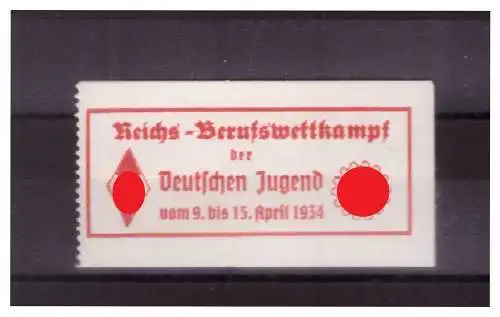 Reichs-Berufswettkampf
der
Deutschen Jugend
vom 9. bis 15. April 1934